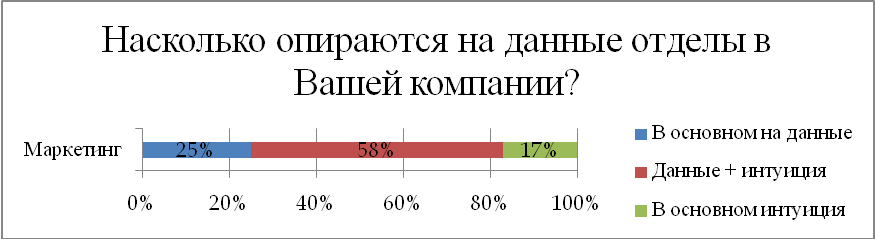 Насколько опираются на данные отделы в
Вашей компании?
Маркетинг
25%
58%
17%
0%
20%
40%
60%
80%
100%
В основном на данные
Данные + интуиция
В основном интуиция